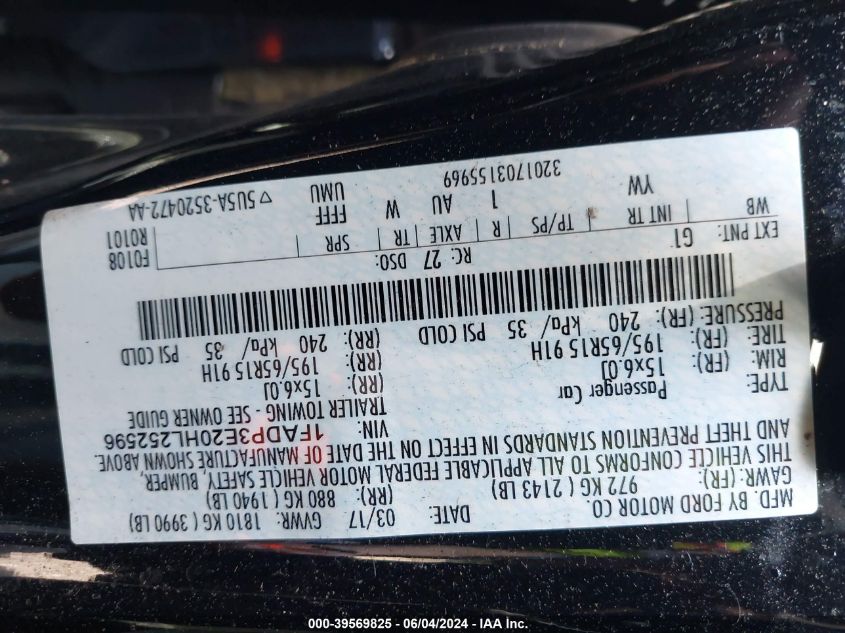 MFD. BY FORD MOTOR CO.
DATE: 03/17 GVWR: 1810 KG ( 3990 LB)
GAWR: (FR): 972 KG ( 2143 LB) (RR): 880 KG ( 1940 LB)
THIS VEHICLE CONFORMS TO ALL APPLICABLE FEDERAL MOTOR VEHICLE SAFETY, BUMPER,
AND THEFT PREVENTION STANDARDS IN EFFECT ON THE DATE OF MANUFACTURE SHOWN ABOVE.
VIN: 1FADP3E20HL252596
TYPE: Passenger Car TRAILER TOWING - SEE OWNER GUIDE
RIM: (FR): 15x6.0J (RR): 15x6.0J
TIRE: (FR): 195/65R15 91H (RR): 195/65R15 91H
PRESSURE: (FR): 240 kPa/ 35 PSI COLD (RR): 240 kPa/ 35 PSI COLD
EXT PNT: G1 RC: 27 DSO: F0108
R0101
WB INT TR TP/PS R AXLE TR SPR
YW 1 AU W FFFF
UMU
3201703155969 ▽ 5U5A-3520472-AA
000-39569825 - 06/04/2024 - IAA Inc.